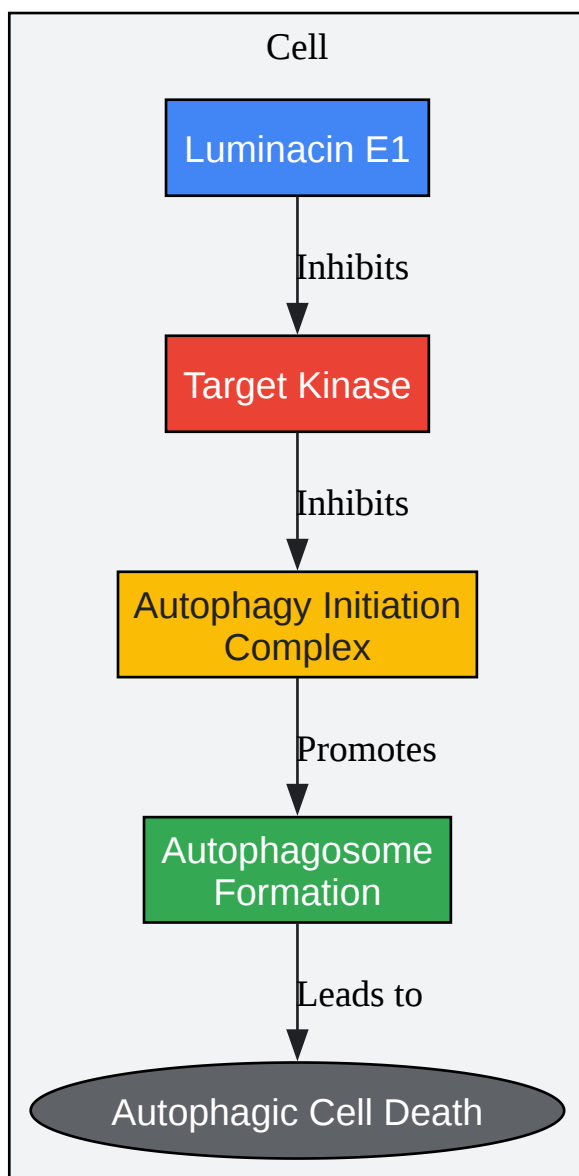 Cell
Luminacin E1
Inhibits
Target Kinase
Inhibits
Autophagy Initiation
Complex
Promotes
Autophagosome
Formation
Leads to
Autophagic Cell Death